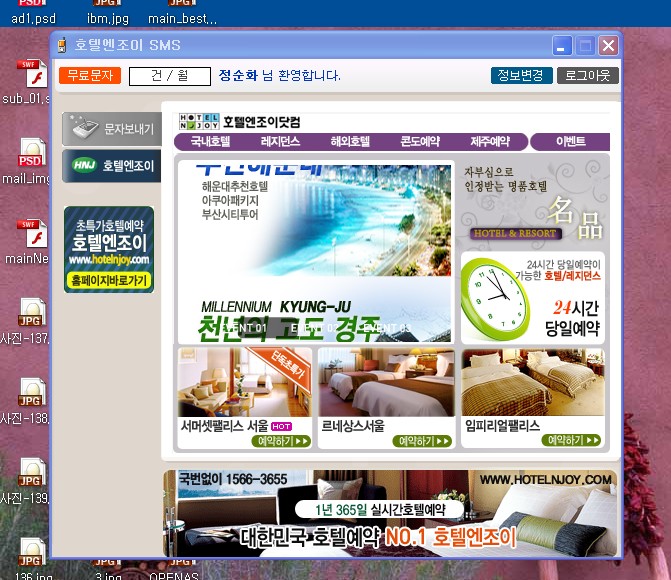 ad1.psd
ibm.jpg
main_best...
호텔엔조이 SMS
무료문자
건 / 월
정순화 님 환영합니다.
정보변경
로그아웃
SWF
sub_01.s
PSD
mail_img
SWF
mainNe
JPG
사진-137.
JPG
사진-138.
JPG
사진-139.
JPG
136.jpg
3.jpg
OPENAS
문자보내기
HNJ 호텔엔조이
초특가호텔예약
호텔엔조이
www.hotelnjoy.com
홈페이지바로가기
HOTEL NJOY 호텔엔조이닷컴
국내호텔
레지던스
해외호텔
콘도예약
제주예약
이벤트
부산해운대
해운대추천호텔
아쿠아패키지
부산시티투어
MILLENNIUM KYUNG-JU
천년의 고도 경주
EVENT 01
EVENT 02
EVENT 03
자부심으로
인정받는 명품호텔
名品
HOTEL & RESORT
24시간 당일예약이
가능한 호텔/레지던스
24시간
당일예약
단독초특가
서머셋팰리스 서울 HOT
예약하기
르네상스서울
예약하기
임피리얼팰리스
예약하기
국번없이 1566-3655
WWW.HOTELNJOY.COM
1년 365일 실시간호텔예약
대한민국 호텔예약 NO.1 호텔엔조이